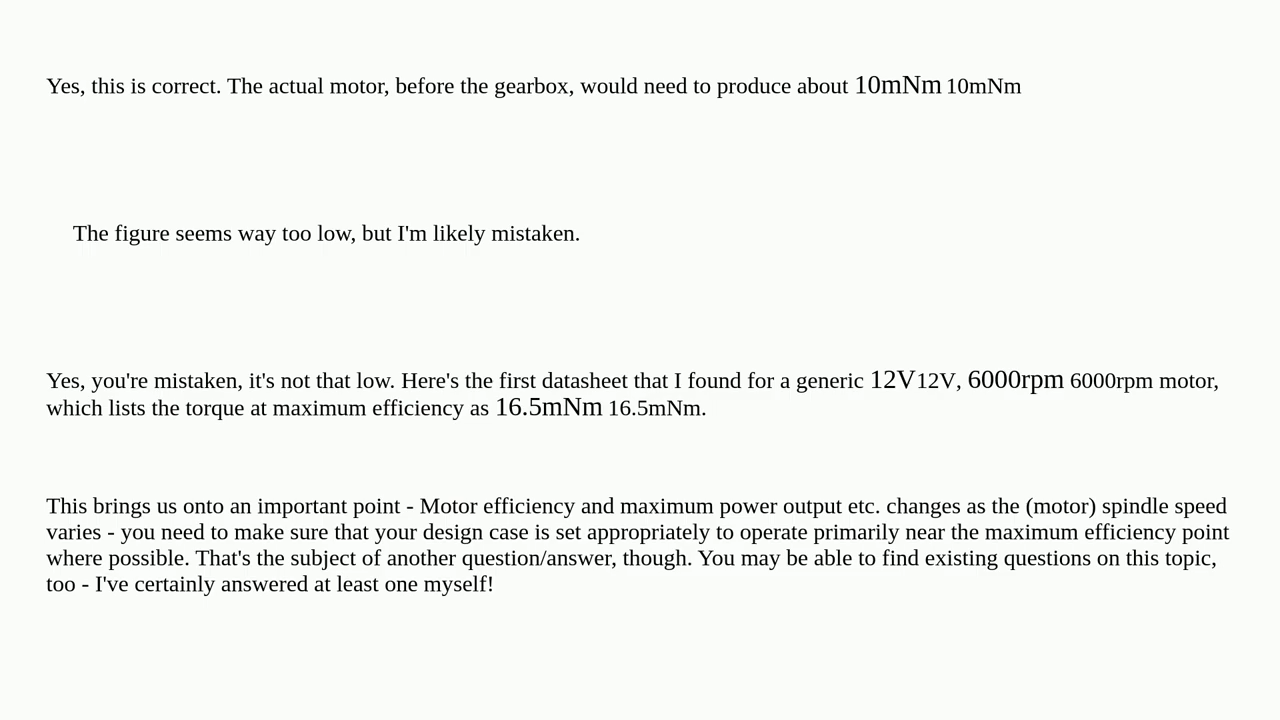 Yes, this is correct. The actual motor, before the gearbox, would need to produce about 10mNm 10mNm
The figure seems way too low, but I'm likely mistaken.
Yes, you're mistaken, it's not that low. Here's the first datasheet that I found for a generic 12V12V, 6000rpm 6000rpm motor,
which lists the torque at maximum efficiency as 16.5mNm 16.5mNm.
This brings us onto an important point - Motor efficiency and maximum power output etc. changes as the (motor) spindle speed
varies - you need to make sure that your design case is set appropriately to operate primarily near the maximum efficiency point
where possible. That's the subject of another question/answer, though. You may be able to find existing questions on this topic,
too - I've certainly answered at least one myself!